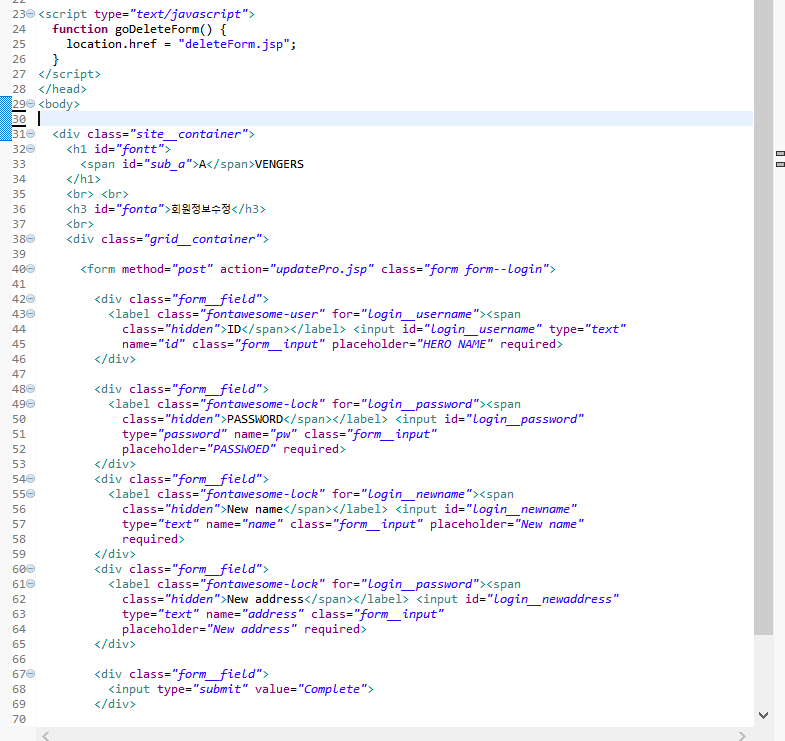 22
23 <script type="text/javascript">
24 function goDeleteForm() {
25 location.href = "deleteForm.jsp";
26 }
27 </script>
28 </head>
29 <body>
30
31 <div class="site__container">
32 <h1 id="fontt">
33 <span id="sub_a">A</span>VENGERS
34 </h1>
35 <br> <br>
36 <h3 id="fonta">회원정보수정</h3>
37 <br>
38 <div class="grid__container">
39
40 <form method="post" action="updatePro.jsp" class="form form--login">
41
42 <div class="form__field">
43 <label class="fontawesome-user" for="login__username"><span
44 class="hidden">ID</span></label> <input id="login__username" type="text"
45 name="id" class="form__input" placeholder="HERO NAME" required>
46 </div>
47
48 <div class="form__field">
49 <label class="fontawesome-lock" for="login__password"><span
50 class="hidden">PASSWORD</span></label> <input id="login__password"
51 type="password" name="pw" class="form__input"
52 placeholder="PASSWOED" required>
53 </div>
54 <div class="form__field">
55 <label class="fontawesome-lock" for="login__newname"><span
56 class="hidden">New name</span></label> <input id="login__newname"
57 type="text" name="name" class="form__input" placeholder="New name"
58 required>
59 </div>
60 <div class="form__field">
61 <label class="fontawesome-lock" for="login__password"><span
62 class="hidden">New address</span></label> <input id="login__newaddress"
63 type="text" name="address" class="form__input"
64 placeholder="New address" required>
65 </div>
66
67 <div class="form__field">
68 <input type="submit" value="Complete">
69 </div>
70